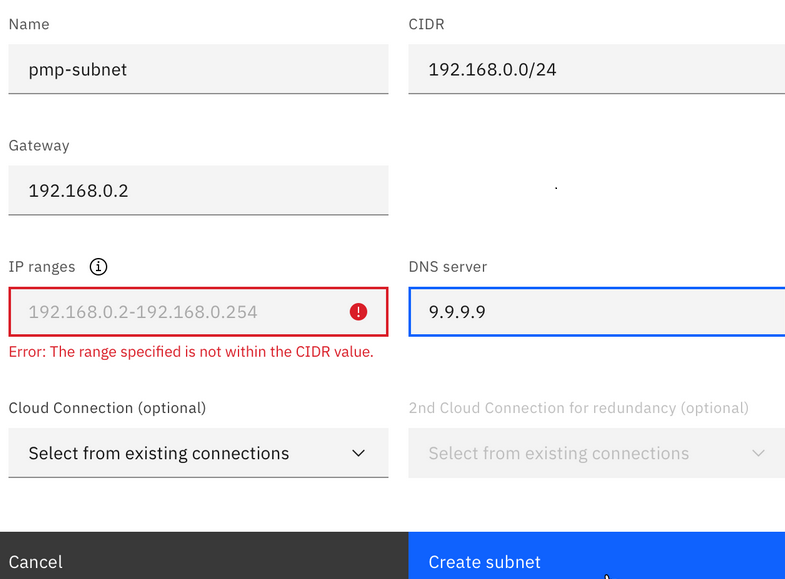 Name CIDR
pmp-subnet 192.168.0.0/24
Gateway
192.168.0.2
IP ranges DNS server
192.168.0.2-192.168.0.254 9.9.9.9
Error: The range specified is not within the CIDR value.
Cloud Connection (optional) 2nd Cloud Connection for redundancy (optional)
Select from existing connections Select from existing connections
Cancel Create subnet